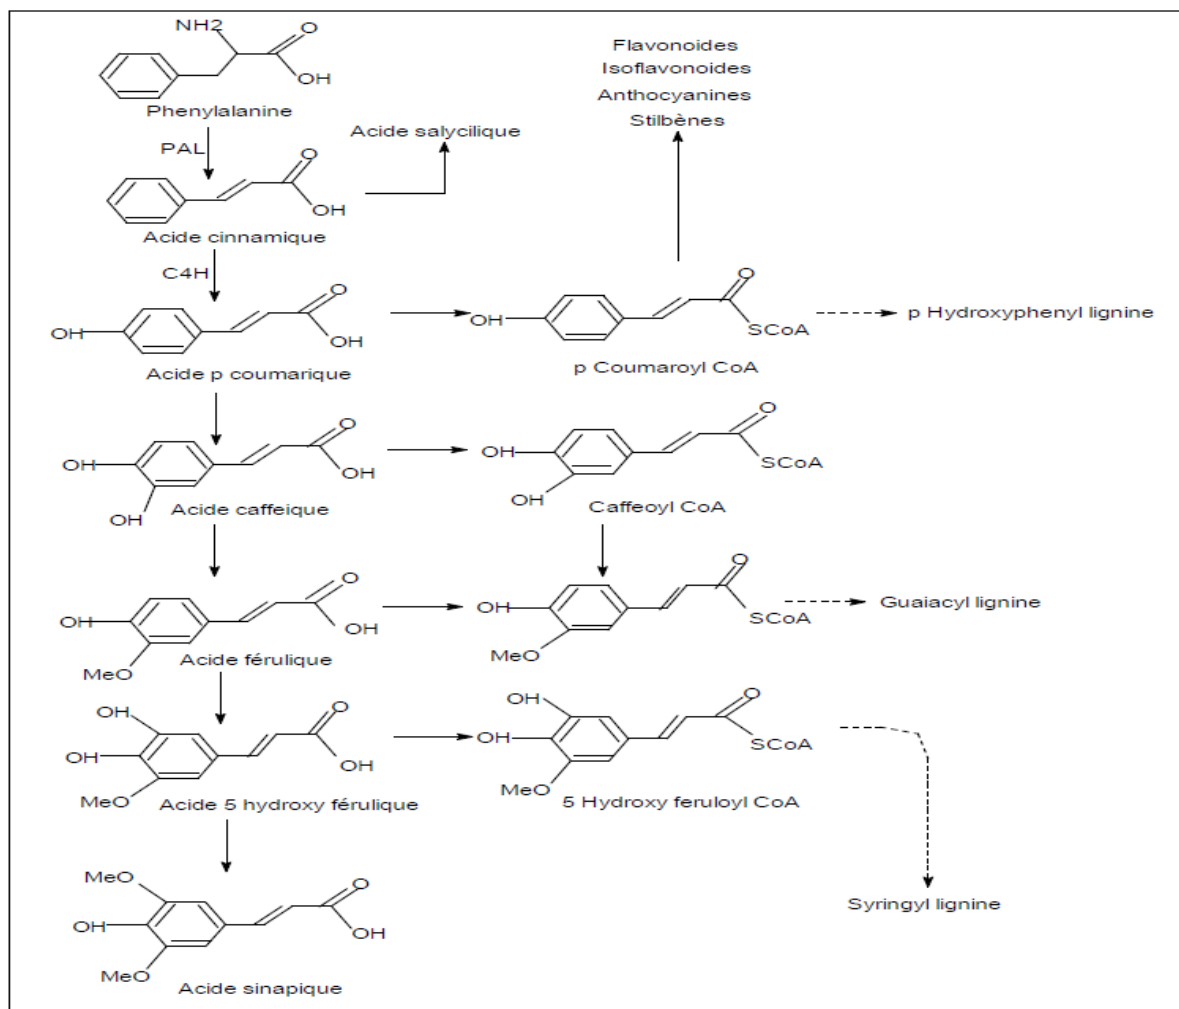 NH2
O
OH
Phenylalanine
Flavonoides
Isoflavonoides
Anthocyanines
Stilbènes
PAL
Acide salycilique
O
OH
Acide cinnamique
C4H
O
OH
OH
Acide p coumarique
O
OH
SCoA
p Coumaroyl CoA
p Hydroxyphenyl lignine
O
OH
OH
OH
Acide caffeique
O
OH
SCoA
OH
Caffeoyl CoA
O
OH
OH
MeO
Acide férulique
O
OH
SCoA
MeO
Guaiacyl lignine
OH
O
OH
OH
MeO
Acide 5 hydroxy férulique
OH
O
OH
SCoA
MeO
5 Hydroxy feruloyl CoA
Syringyl lignine
MeO
O
OH
OH
MeO
Acide sinapique